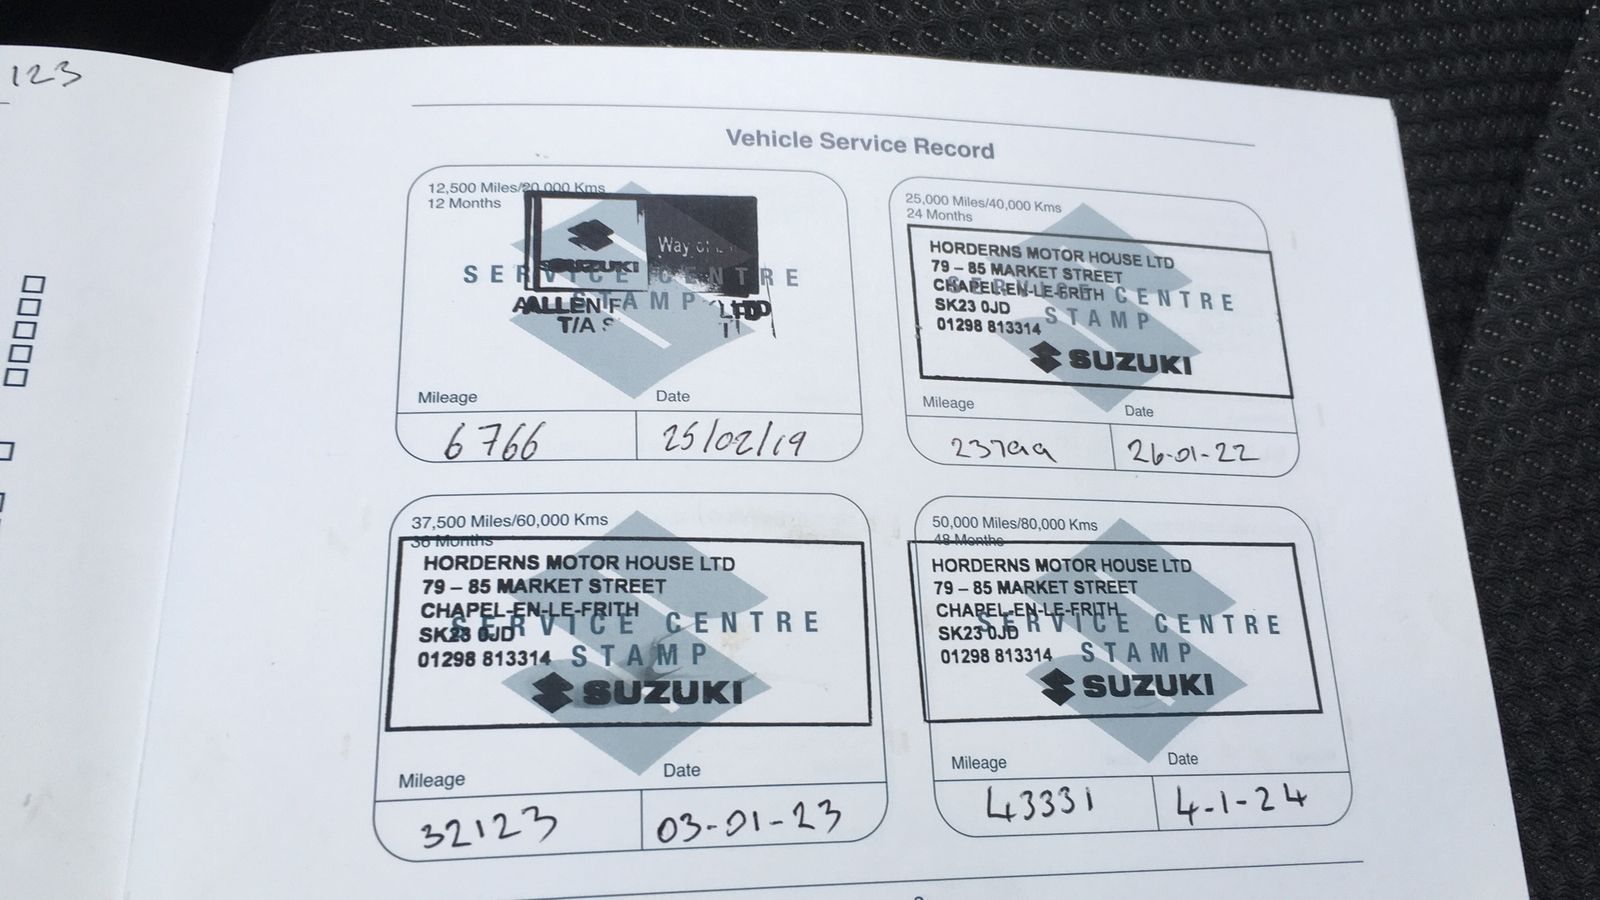 123
Vehicle Service Record
12,500 Miles/20,000 Kms
12 Months
Way of
SUZUKI
SERVICE CENTRE
STAMP
ALLEN LTD
T/A
Mileage Date
6766 25/02/19
25,000 Miles/40,000 Kms
24 Months
HORDERNS MOTOR HOUSE LTD
79 – 85 MARKET STREET
CHAPEL-EN-LE-FRITH
SERVICE CENTRE
SK23 0JD
STAMP
01298 813314
SUZUKI
Mileage Date
23799 26-01-22
37,500 Miles/60,000 Kms
36 Months
HORDERNS MOTOR HOUSE LTD
79 – 85 MARKET STREET
CHAPEL-EN-LE-FRITH
SERVICE CENTRE
SK23 0JD
01298 813314
STAMP
SUZUKI
Mileage Date
32123 03-01-23
50,000 Miles/80,000 Kms
48 Months
HORDERNS MOTOR HOUSE LTD
79 – 85 MARKET STREET
CHAPEL-EN-LE-FRITH
SERVICE CENTRE
SK23 0JD
01298 813314
STAMP
SUZUKI
Mileage Date
43331 4-1-24